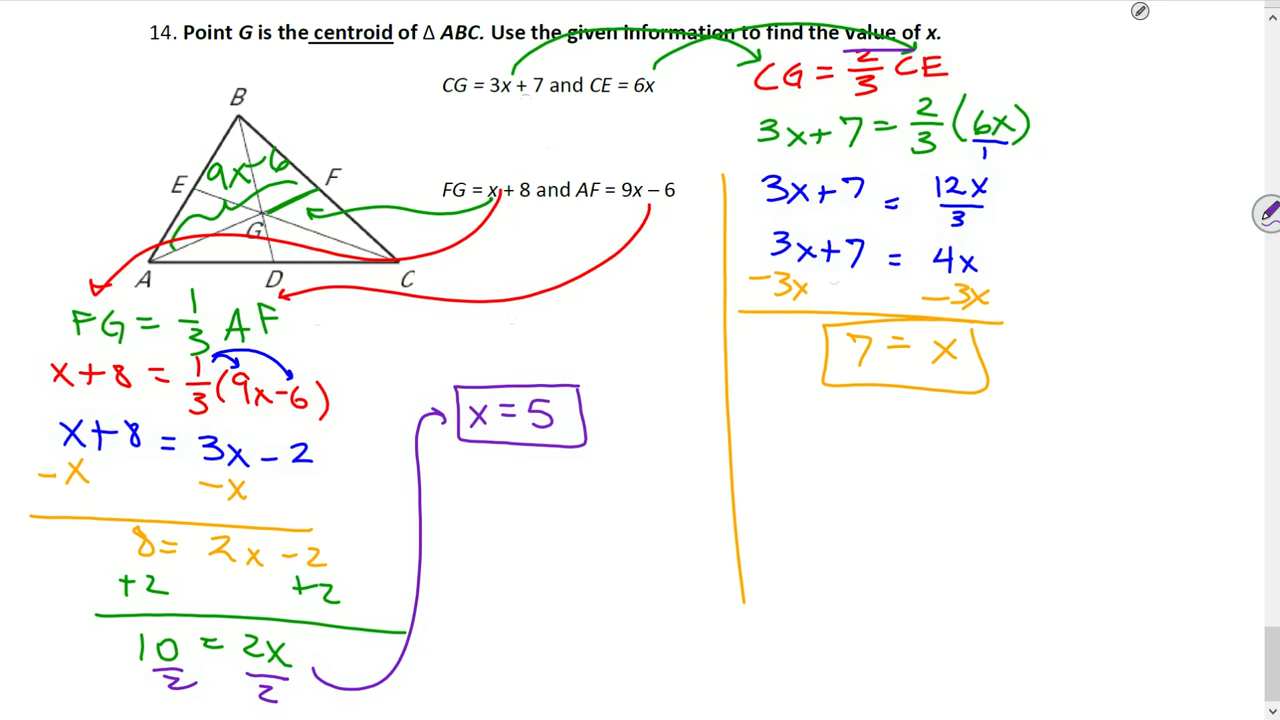 14. Point G is the centroid of Δ ABC. Use the given information to find the value of x.
CG = 3x + 7 and CE = 6x
FG = x + 8 and AF = 9x – 6
B
9x-6
E
F
G
A
D
C
FG = 1/3 AF
x+8 = 1/3 (9x-6)
x+8 = 3x - 2
-x -x
8 = 2x - 2
+2 +2
10 = 2x
2 2
x = 5
CG = 2/3 CE
3x+7 = 2/3 (6x/1)
3x+7 = 12x/3
3x+7 = 4x
-3x -3x
7 = x